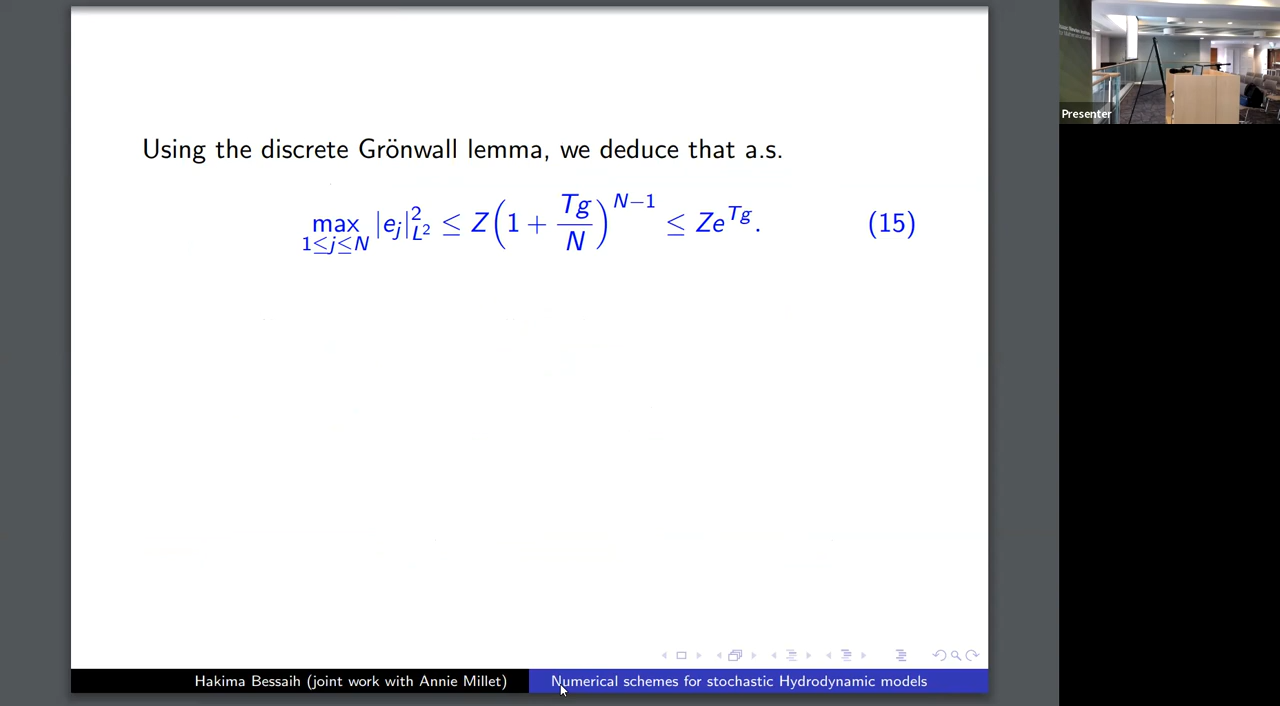 Using the discrete Grönwall lemma, we deduce that a.s.
max_{1≤j≤N} |e_j|²_{L²} ≤ Z(1 + Tg/N)^{N−1} ≤ Ze^{Tg}. (15)
Hakima Bessaih (joint work with Annie Millet) Numerical schemes for stochastic Hydrodynamic models
Presenter